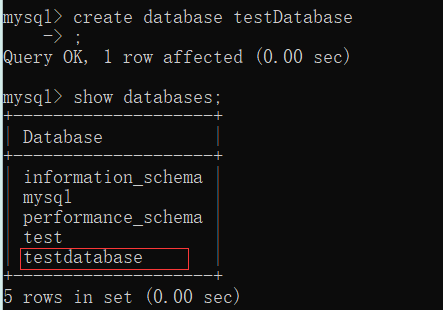 mysql> create database testDatabase
    -> ;
Query OK, 1 row affected (0.00 sec)
mysql> show databases;
+--------------------+
| Database           |
+--------------------+
| information_schema |
| mysql              |
| performance_schema |
| test               |
| testdatabase       |
+--------------------+
5 rows in set (0.00 sec)